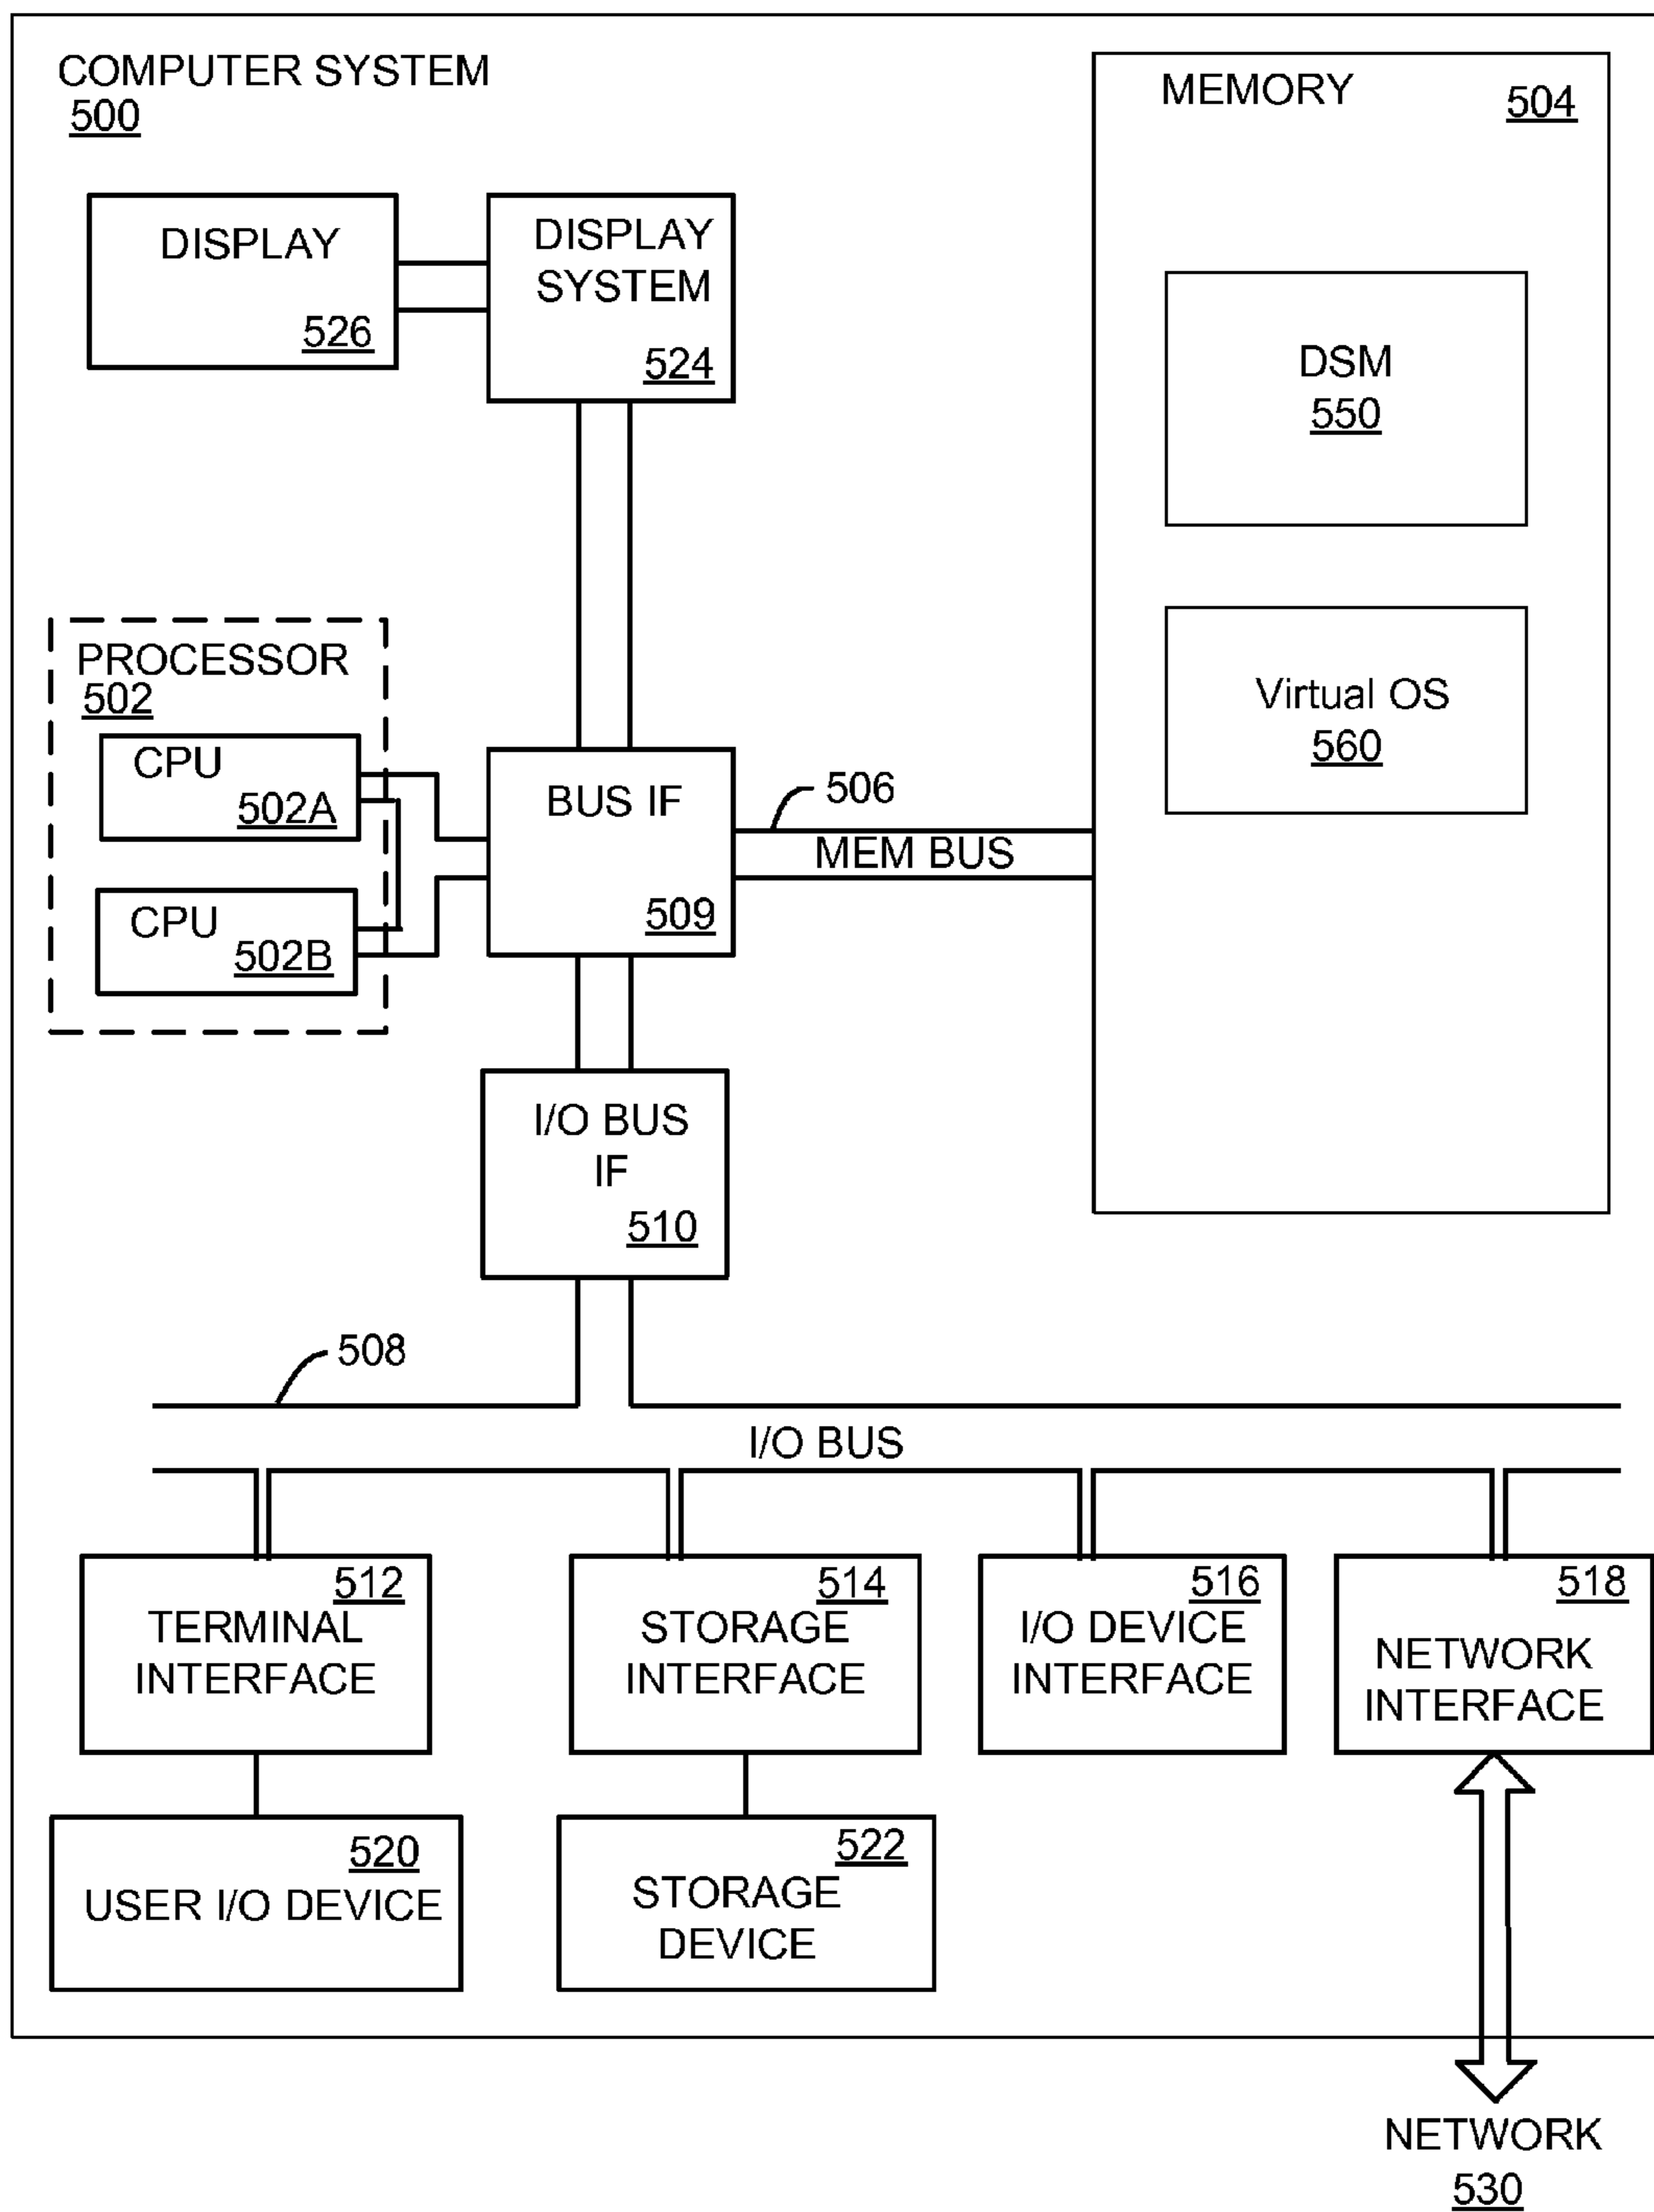 COMPUTER SYSTEM
500
MEMORY
504
DISPLAY
526
DISPLAY
SYSTEM
524
DSM
550
Virtual OS
560
PROCESSOR
502
CPU
502A
CPU
502B
BUS IF
509
506
MEM BUS
I/O BUS
IF
510
508
I/O BUS
512
TERMINAL
INTERFACE
514
STORAGE
INTERFACE
516
I/O DEVICE
INTERFACE
518
NETWORK
INTERFACE
520
USER I/O DEVICE
522
STORAGE
DEVICE
NETWORK
530